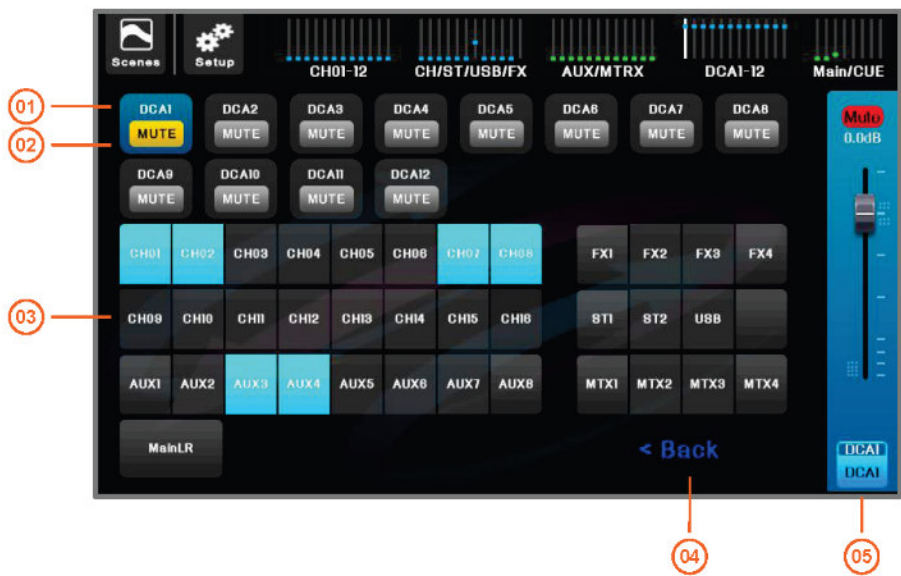 Scenes Setup CH01-12 CH/ST/USB/FX AUX/MTRX DCA1-12 Main/CUE
01 DCA1 DCA2 DCA3 DCA4 DCA5 DCA6 DCA7 DCA8 Mute
02 MUTE MUTE MUTE MUTE MUTE MUTE MUTE MUTE 0.0dB
DCA9 DCA10 DCA11 DCA12
MUTE MUTE MUTE MUTE
CH01 CH02 CH03 CH04 CH05 CH06 CH07 CH08 FX1 FX2 FX3 FX4
03 CH09 CH10 CH11 CH12 CH13 CH14 CH15 CH16 ST1 ST2 USB
AUX1 AUX2 AUX3 AUX4 AUX5 AUX6 AUX7 AUX8 MTX1 MTX2 MTX3 MTX4
MainLR < Back DCA1
DCA1
04 05